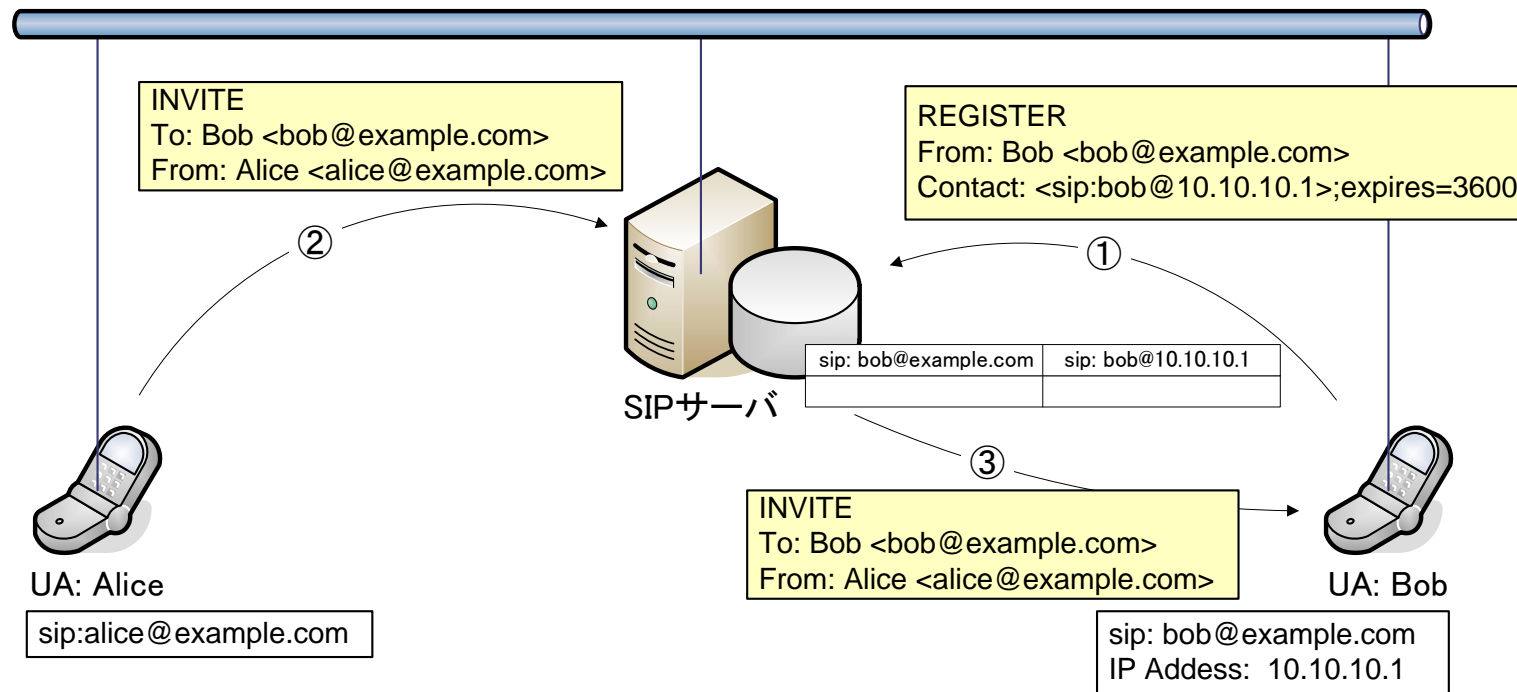 INVITE
To: Bob <bob@example.com>
From: Alice <alice@example.com>
REGISTER
From: Bob <bob@example.com>
Contact: <sip:bob@10.10.10.1>;expires=3600
②
①
sip: bob@example.com
sip: bob@10.10.10.1
SIPサーバ
③
INVITE
To: Bob <bob@example.com>
From: Alice <alice@example.com>
UA: Alice
sip:alice@example.com
UA: Bob
sip: bob@example.com
IP Addess: 10.10.10.1